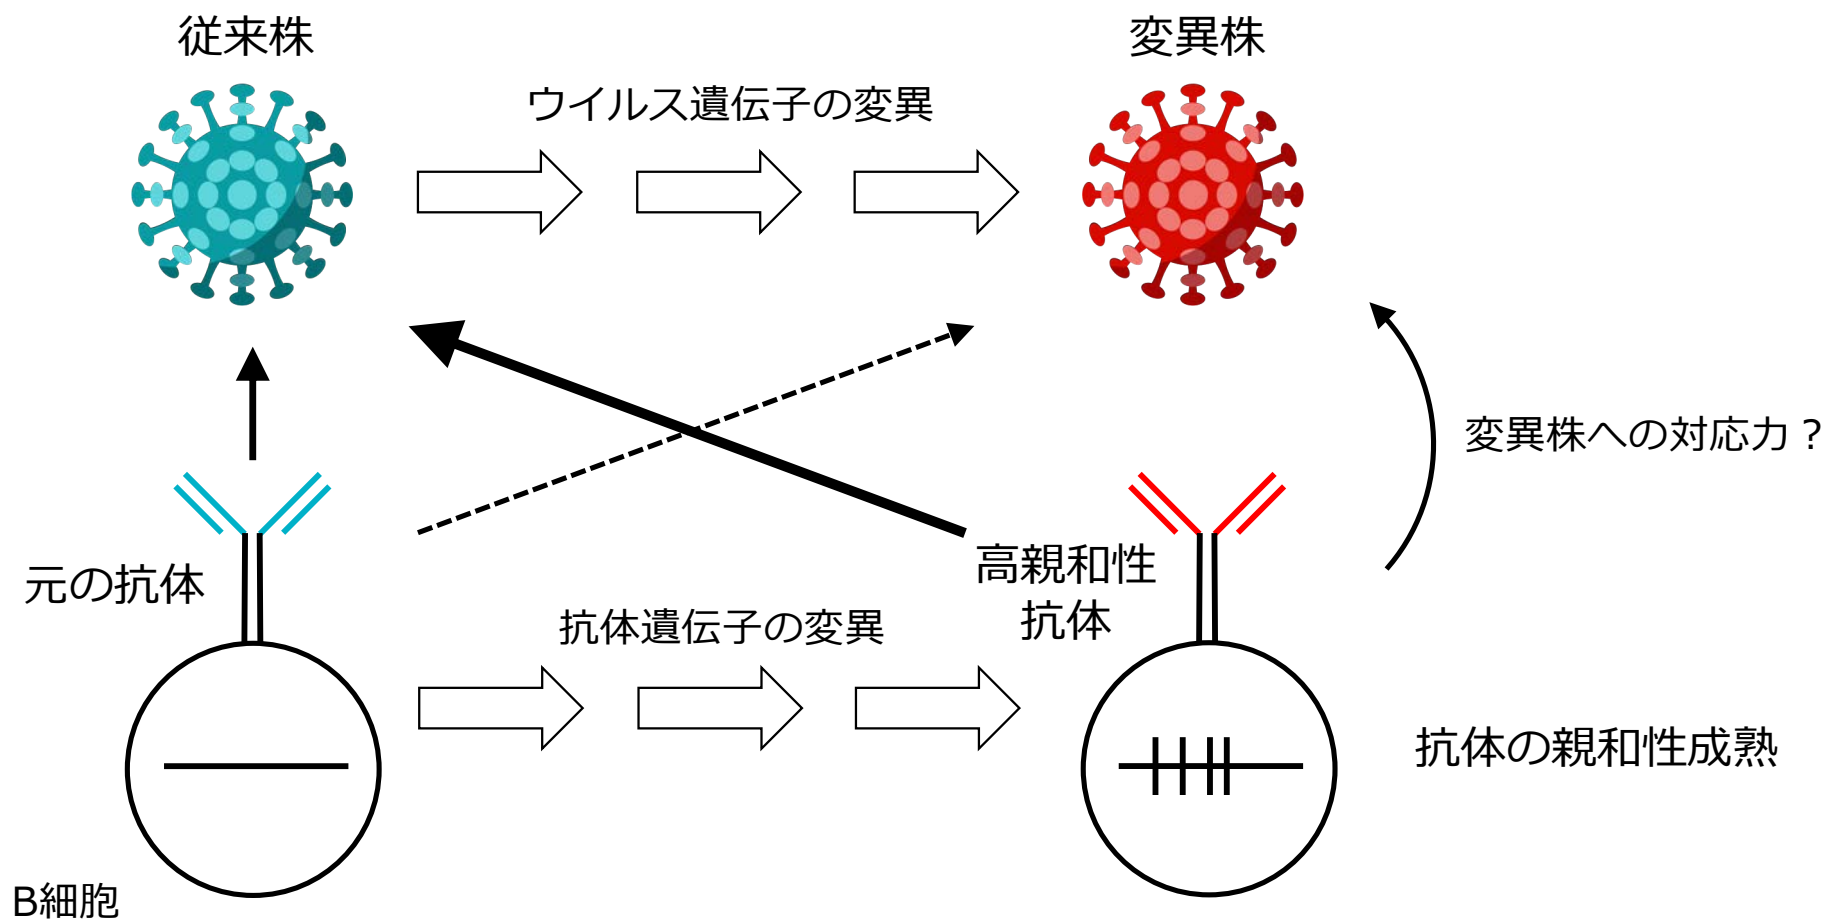 従来株
変異株
ウイルス遺伝子の変異
変異株への対応力？
元の抗体
高親和性
抗体
抗体遺伝子の変異
抗体の親和性成熟
B細胞